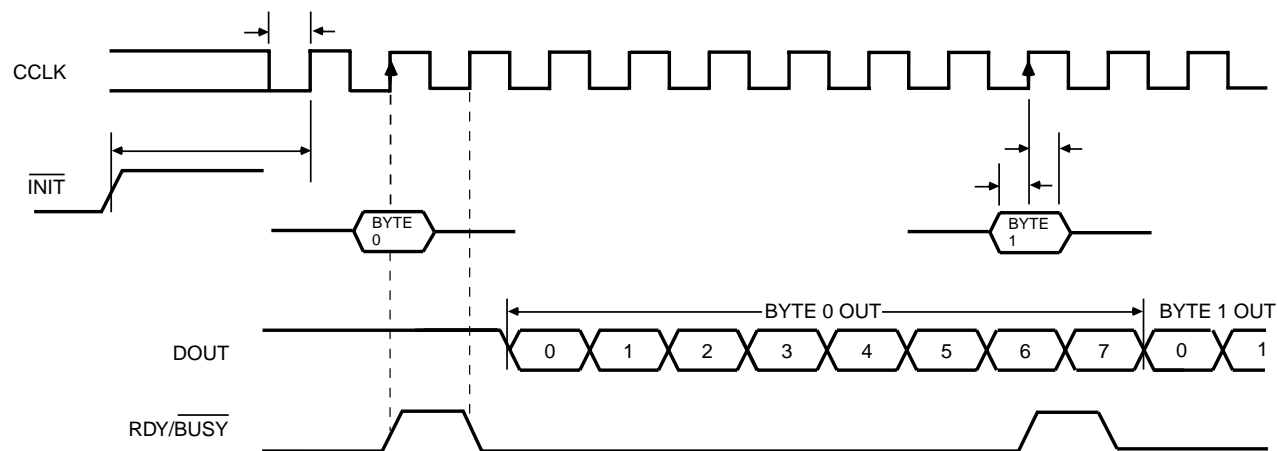 CCLK
INIT
BYTE
0
BYTE
1
BYTE 0 OUT
BYTE 1 OUT
DOUT
0 1 2 3 4 5 6 7 0 1
RDY/BUSY